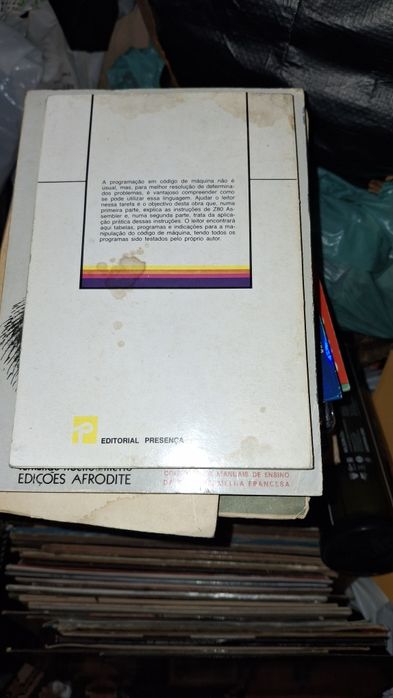 A programação em código de máquina não é
usual, mas, para melhor resolução de determina-
dos problemas, é vantajoso compreender como
se pode utilizar essa linguagem. Ajudar o leitor
nessa tarefa é o objectivo desta obra que, numa
primeira parte, explica as instruções de Z80 As-
sembler e, numa segunda parte, trata da aplica-
ção prática dessas instruções. O leitor encontrará
aqui tabelas, programas e indicações para a ma-
nipulação do código de máquina, tendo todos os
programas sido testados pelo próprio autor.
EDITORIAL PRESENÇA
EDIÇÕES AFRODITE
MANUAIS DE ENSINO
FRANCESA